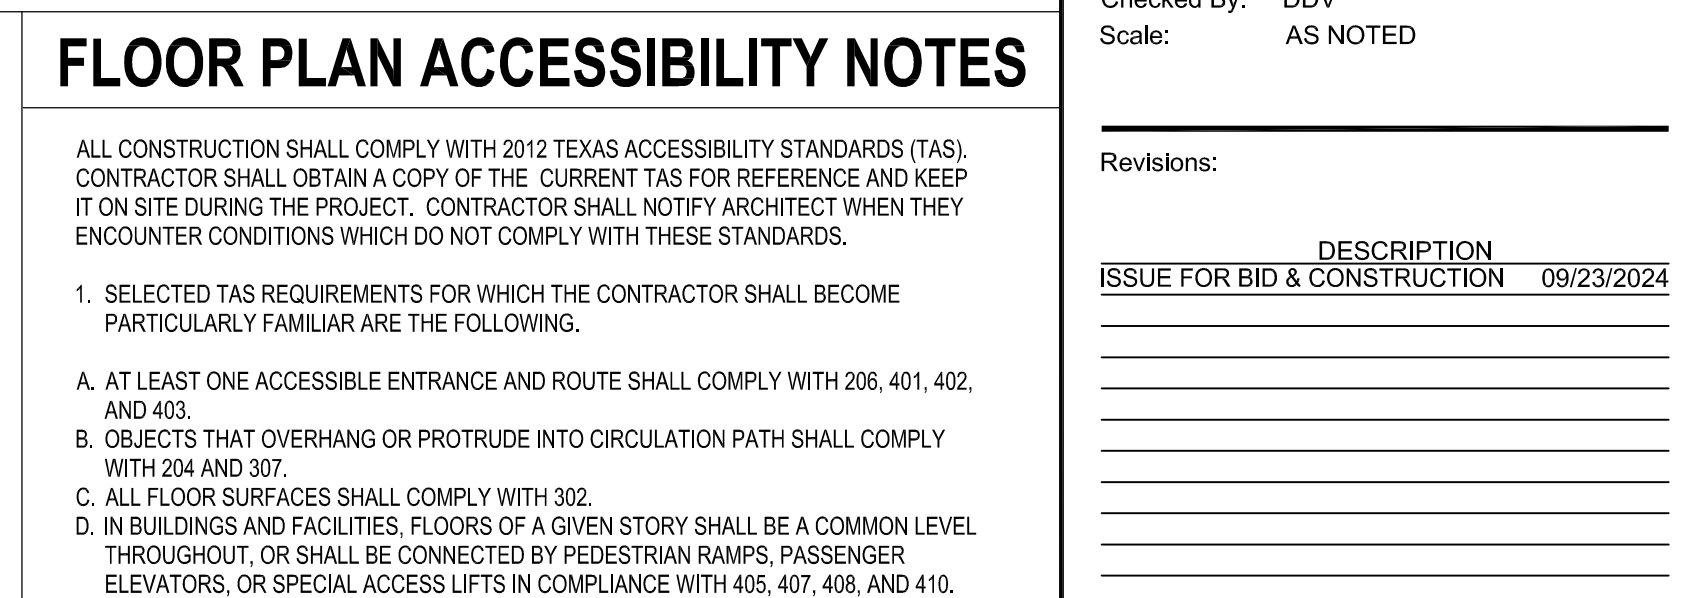 FLOOR PLAN ACCESSIBILITY NOTES
ALL CONSTRUCTION SHALL COMPLY WITH 2012 TEXAS ACCESSIBILITY STANDARDS (TAS).
CONTRACTOR SHALL OBTAIN A COPY OF THE CURRENT TAS FOR REFERENCE AND KEEP
IT ON SITE DURING THE PROJECT. CONTRACTOR SHALL NOTIFY ARCHITECT WHEN THEY
ENCOUNTER CONDITIONS WHICH DO NOT COMPLY WITH THESE STANDARDS.
1. SELECTED TAS REQUIREMENTS FOR WHICH THE CONTRACTOR SHALL BECOME
PARTICULARLY FAMILIAR ARE THE FOLLOWING.
A. AT LEAST ONE ACCESSIBLE ENTRANCE AND ROUTE SHALL COMPLY WITH 206, 401, 402,
AND 403.
B. OBJECTS THAT OVERHANG OR PROTRUDE INTO CIRCULATION PATH SHALL COMPLY
WITH 204 AND 307.
C. ALL FLOOR SURFACES SHALL COMPLY WITH 302.
D. IN BUILDINGS AND FACILITIES, FLOORS OF A GIVEN STORY SHALL BE A COMMON LEVEL
THROUGHOUT, OR SHALL BE CONNECTED BY PEDESTRIAN RAMPS, PASSENGER
ELEVATORS, OR SPECIAL ACCESS LIFTS IN COMPLIANCE WITH 405, 407, 408, AND 410.
Checked By: DDV
Scale: AS NOTED
Revisions:
DESCRIPTION
ISSUE FOR BID & CONSTRUCTION 09/23/2024